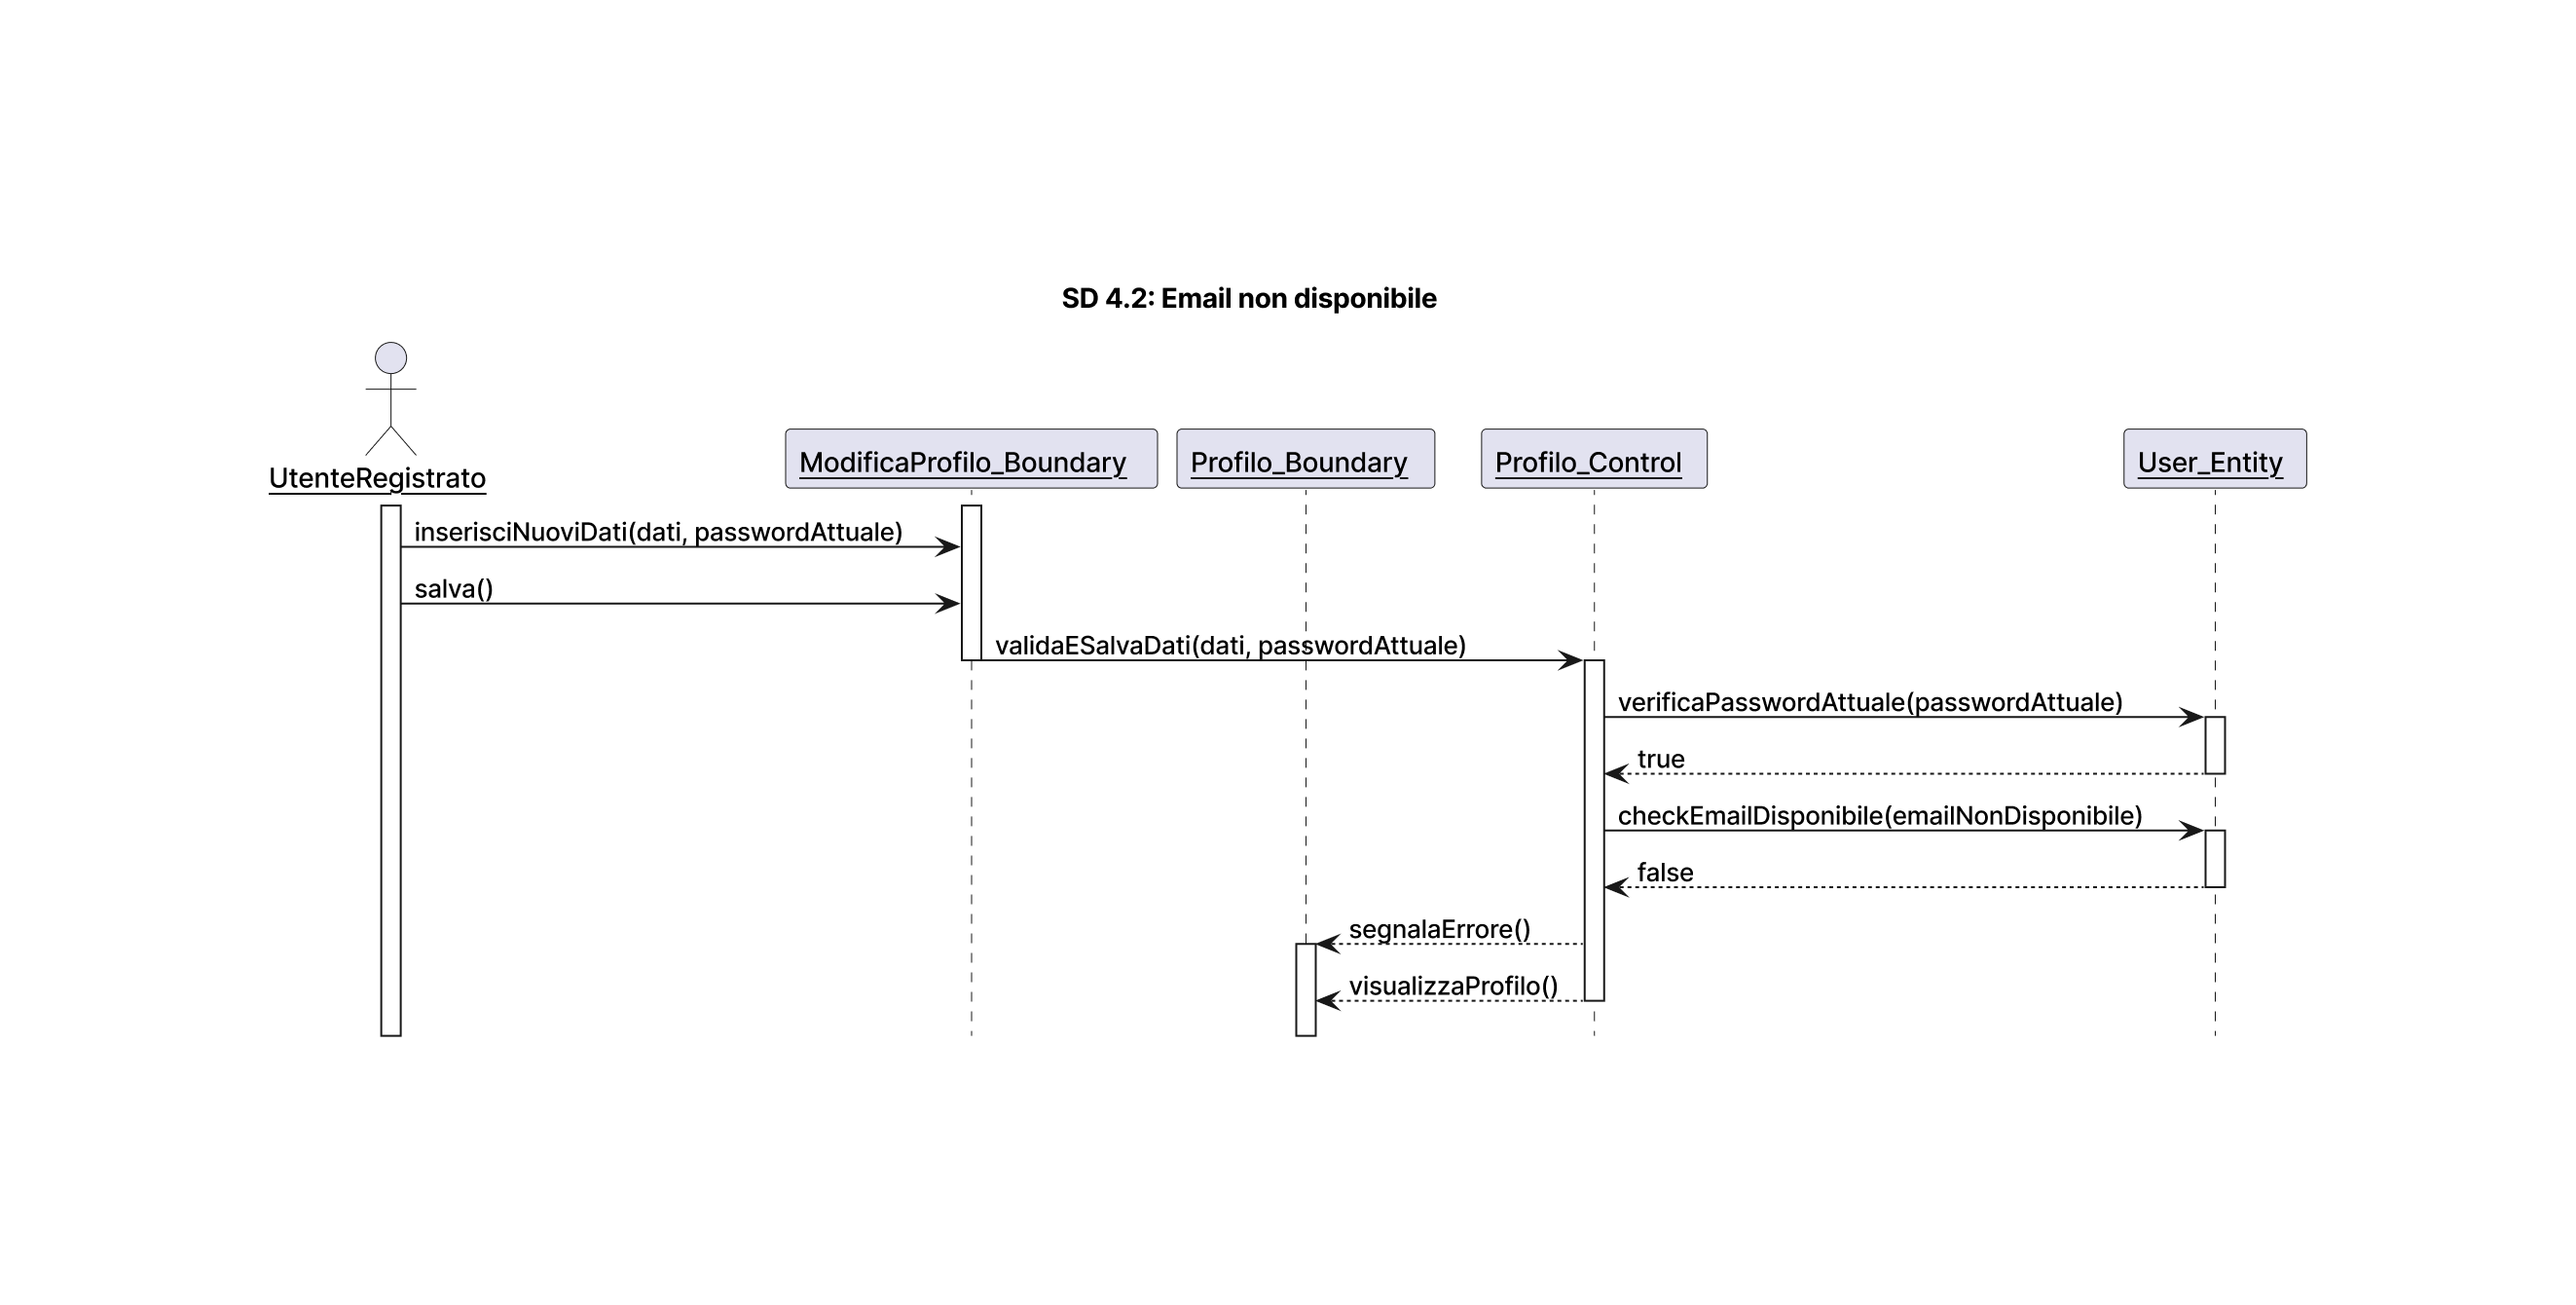 SD 4.2: Email non disponibile
UtenteRegistrato
ModificaProfilo_Boundary
Profilo_Boundary
Profilo_Control
User_Entity
inserisciNuoviDati(dati, passwordAttuale)
salva()
validaESalvaDati(dati, passwordAttuale)
verificaPasswordAttuale(passwordAttuale)
true
checkEmailDisponibile(emailNonDisponibile)
false
segnalaErrore()
visualizzaProfilo()